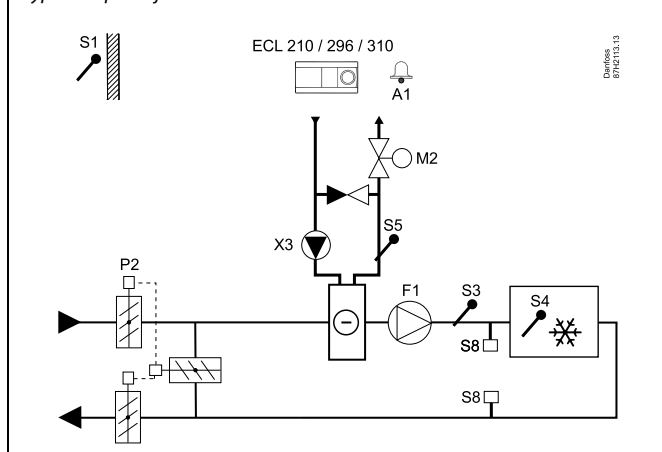 S1
ECL 210 / 296 / 310
A1
Danfoss
87H2113.13
M2
S5
X3
P2
F1
S3
S4
S8
S8